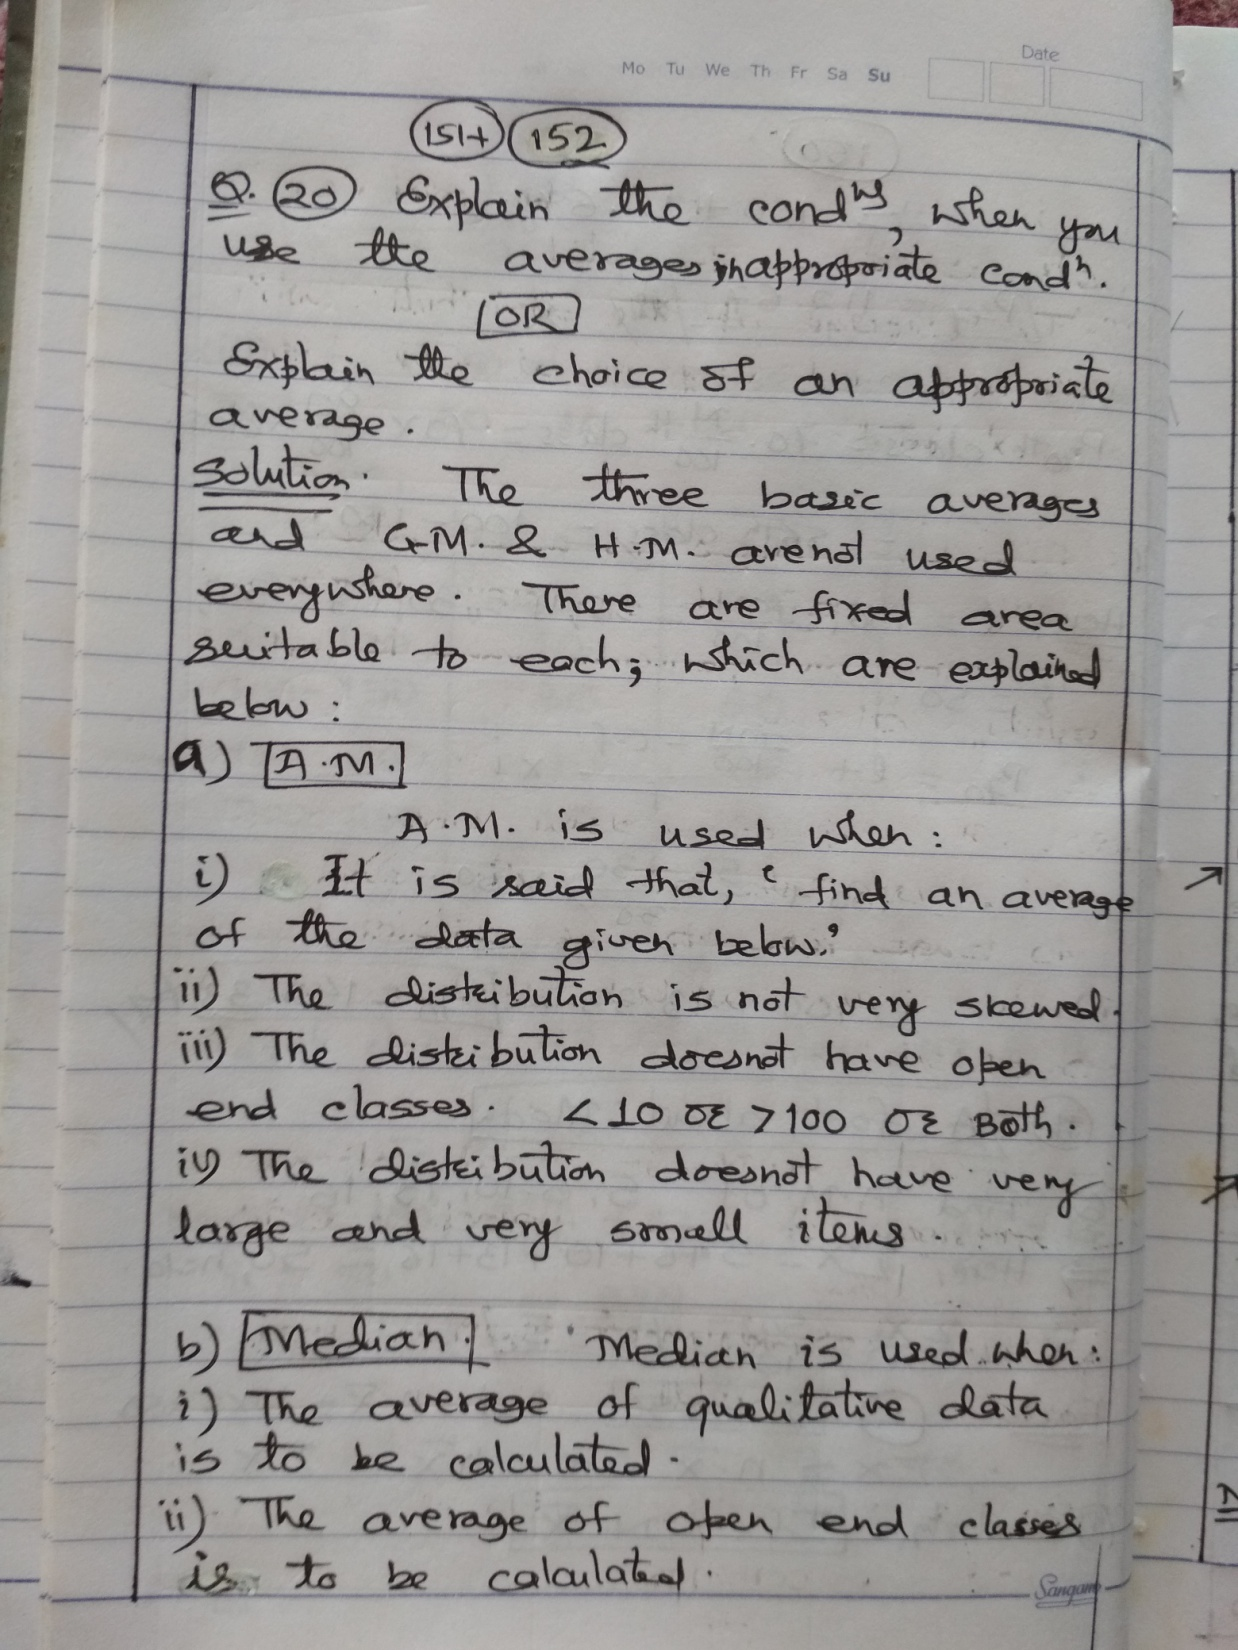 Date
Mo Tu We Th Fr Sa Su
151+ 152
Q. 20 Explain the condⁿs, when you
use the averages in appropriate condⁿ.
OR
Explain the choice of an appropriate
average.
Solution. The three basic averages
and G.M. & H.M. are not used
everywhere. There are fixed area
suitable to each; which are explained
below:
a) A.M.
A.M. is used when:
i) It is said that, ‘find an average
of the data given below.’
ii) The distribution is not very skewed.
iii) The distribution doesnot have open
end classes. <10 or >100 or Both.
iv) The distribution doesnot have very
large and very small items.
b) Median. Median is used when:
i) The average of qualitative data
is to be calculated.
ii) The average of open end classes
is to be calculated.
Sangam